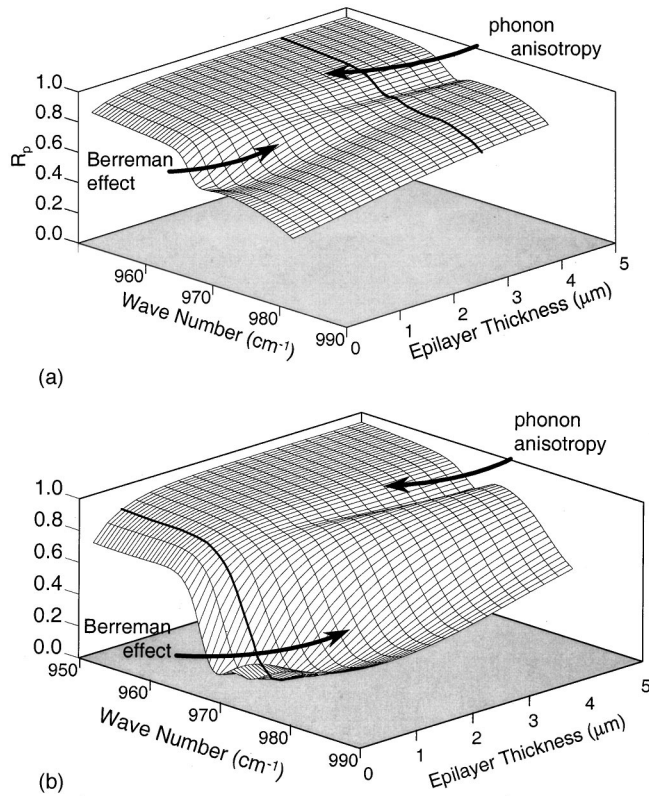 phonon
anisotropy
1.0
0.8
0.6
0.4
0.2
0.0
R_p
Berreman
effect
960
970
980
990
Wave Number (cm⁻¹)
0
1
2
3
4
5
Epilayer Thickness (μm)
(a)
phonon
anisotropy
1.0
0.8
0.6
0.4
0.2
0.0
Berreman
effect
950
960
970
980
990
Wave Number (cm⁻¹)
0
1
2
3
4
5
Epilayer Thickness (μm)
(b)